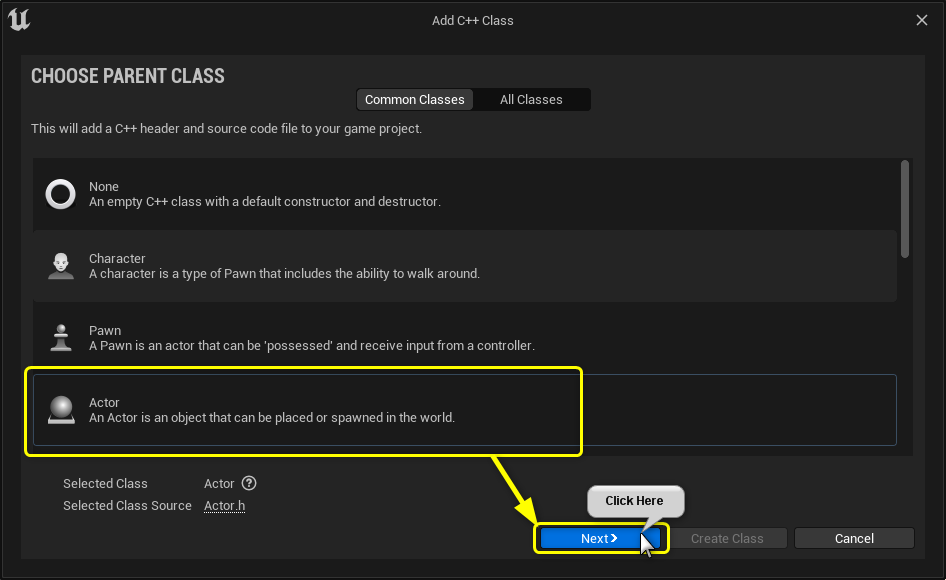 Add C++ Class
CHOOSE PARENT CLASS
Common Classes
All Classes
This will add a C++ header and source code file to your game project.
None
An empty C++ class with a default constructor and destructor.
Character
A character is a type of Pawn that includes the ability to walk around.
Pawn
A Pawn is an actor that can be 'possessed' and receive input from a controller.
Actor
An Actor is an object that can be placed or spawned in the world.
Selected Class
Actor
Selected Class Source
Actor.h
Click Here
Next
Create Class
Cancel